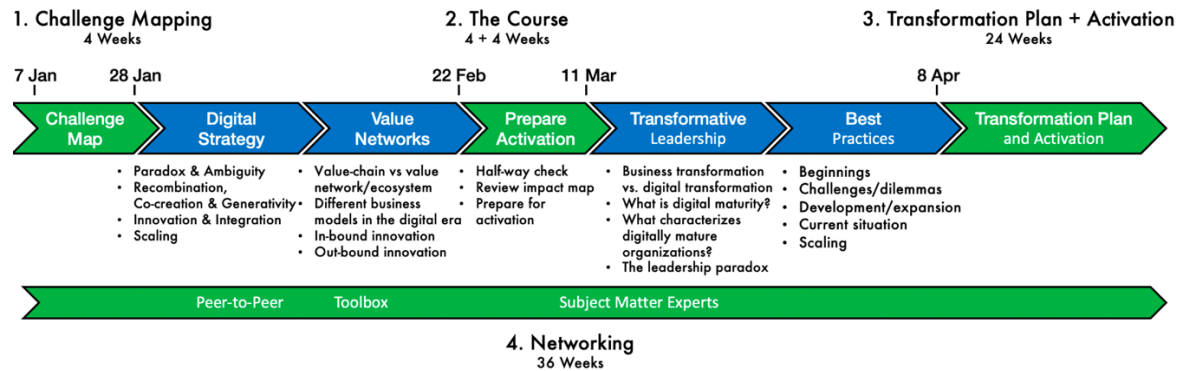 1. Challenge Mapping
4 Weeks
2. The Course
4 + 4 Weeks
3. Transformation Plan + Activation
24 Weeks
7 Jan
28 Jan
22 Feb
11 Mar
8 Apr
Challenge
Map
Digital
Strategy
Value
Networks
Prepare
Activation
Transformative
Leadership
Best
Practices
Transformation Plan
and Activation
• Paradox & Ambiguity
• Recombination,
Co-creation & Generativity
• Innovation & Integration
• Scaling
• Value-chain vs value
network/ecosystem
• Different business
models in the digital era
• In-bound innovation
• Out-bound innovation
• Half-way check
• Review impact map
• Prepare for
activation
• Business transformation
vs. digital transformation
• What is digital maturity?
• What characterizes
digitally mature
organizations?
• The leadership paradox
• Beginnings
• Challenges/dilemmas
• Development/expansion
• Current situation
• Scaling
Peer-to-Peer
Toolbox
Subject Matter Experts
4. Networking
36 Weeks